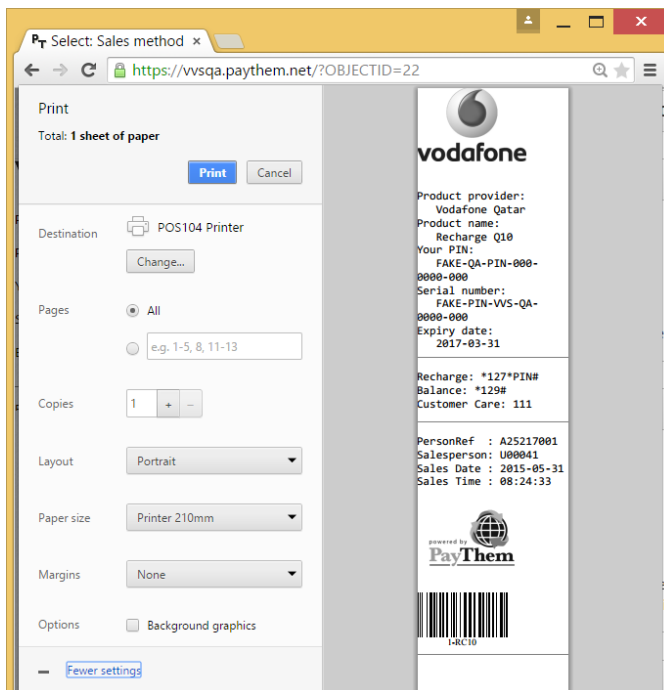 PT Select: Sales method ×
https://vvsqa.paythem.net/?OBJECTID=22
Print
Total: 1 sheet of paper
Print Cancel
Destination POS104 Printer
Change...
Pages All
e.g. 1-5, 8, 11-13
Copies 1 + −
Layout Portrait
Paper size Printer 210mm
Margins None
Options Background graphics
Fewer settings
vodafone
Product provider:
Vodafone Qatar
Product name:
Recharge Q10
Your PIN:
FAKE-QA-PIN-000-
0000-000
Serial number:
FAKE-PIN-VVS-QA-
0000-000
Expiry date:
2017-03-31
Recharge: *127*PIN#
Balance: *129#
Customer Care: 111
PersonRef : A25217001
Salesperson: U00041
Sales Date : 2015-05-31
Sales Time : 08:24:33
powered by
PayThem
1-RC10